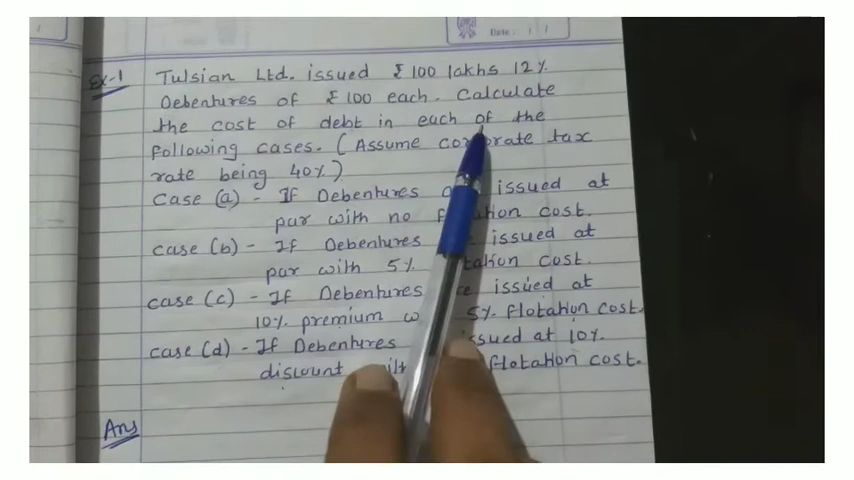 Date: / /
Ex-1 Tulsian Ltd. issued ₹100 lakhs 12%
Debentures of ₹100 each. Calculate
the cost of debt in each of the
following cases. (Assume tax
rate being 40%)
Case (a) - If Debentures issued at
par with no cost.
case (b) - If Debentures issued at
par with 5% cost.
case (c) - If Debentures issued at
10% premium 5% flotation cost.
case (d) - If Debentures issued at 10%
discount flotation cost.
Ans